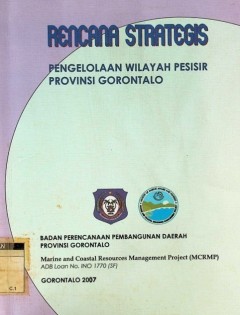 RENCANA STRATEGIS
PENGELOLAAN WILAYAH PESISIR
PROVINSI GORONTALO
BADAN PERENCANAAN PEMBANGUNAN DAERAH
PROVINSI GORONTALO
Marine and Coastal Resources Management Project (MCRMP)
ADB Loan No. INO 1770 (SF)
GORONTALO 2007
C.1